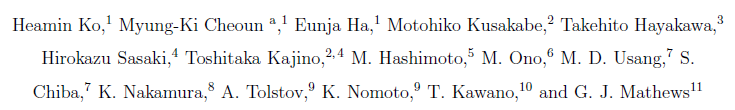 Heamin Ko,¹ Myung-Ki Cheoun ᵃ,¹ Eunja Ha,¹ Motohiko Kusakabe,² Takehito Hayakawa,³
Hirokazu Sasaki,⁴ Toshitaka Kajino,²,⁴ M. Hashimoto,⁵ M. Ono,⁶ M. D. Usang,⁷ S.
Chiba,⁷ K. Nakamura,⁸ A. Tolstov,⁹ K. Nomoto,⁹ T. Kawano,¹⁰ and G. J. Mathews¹¹